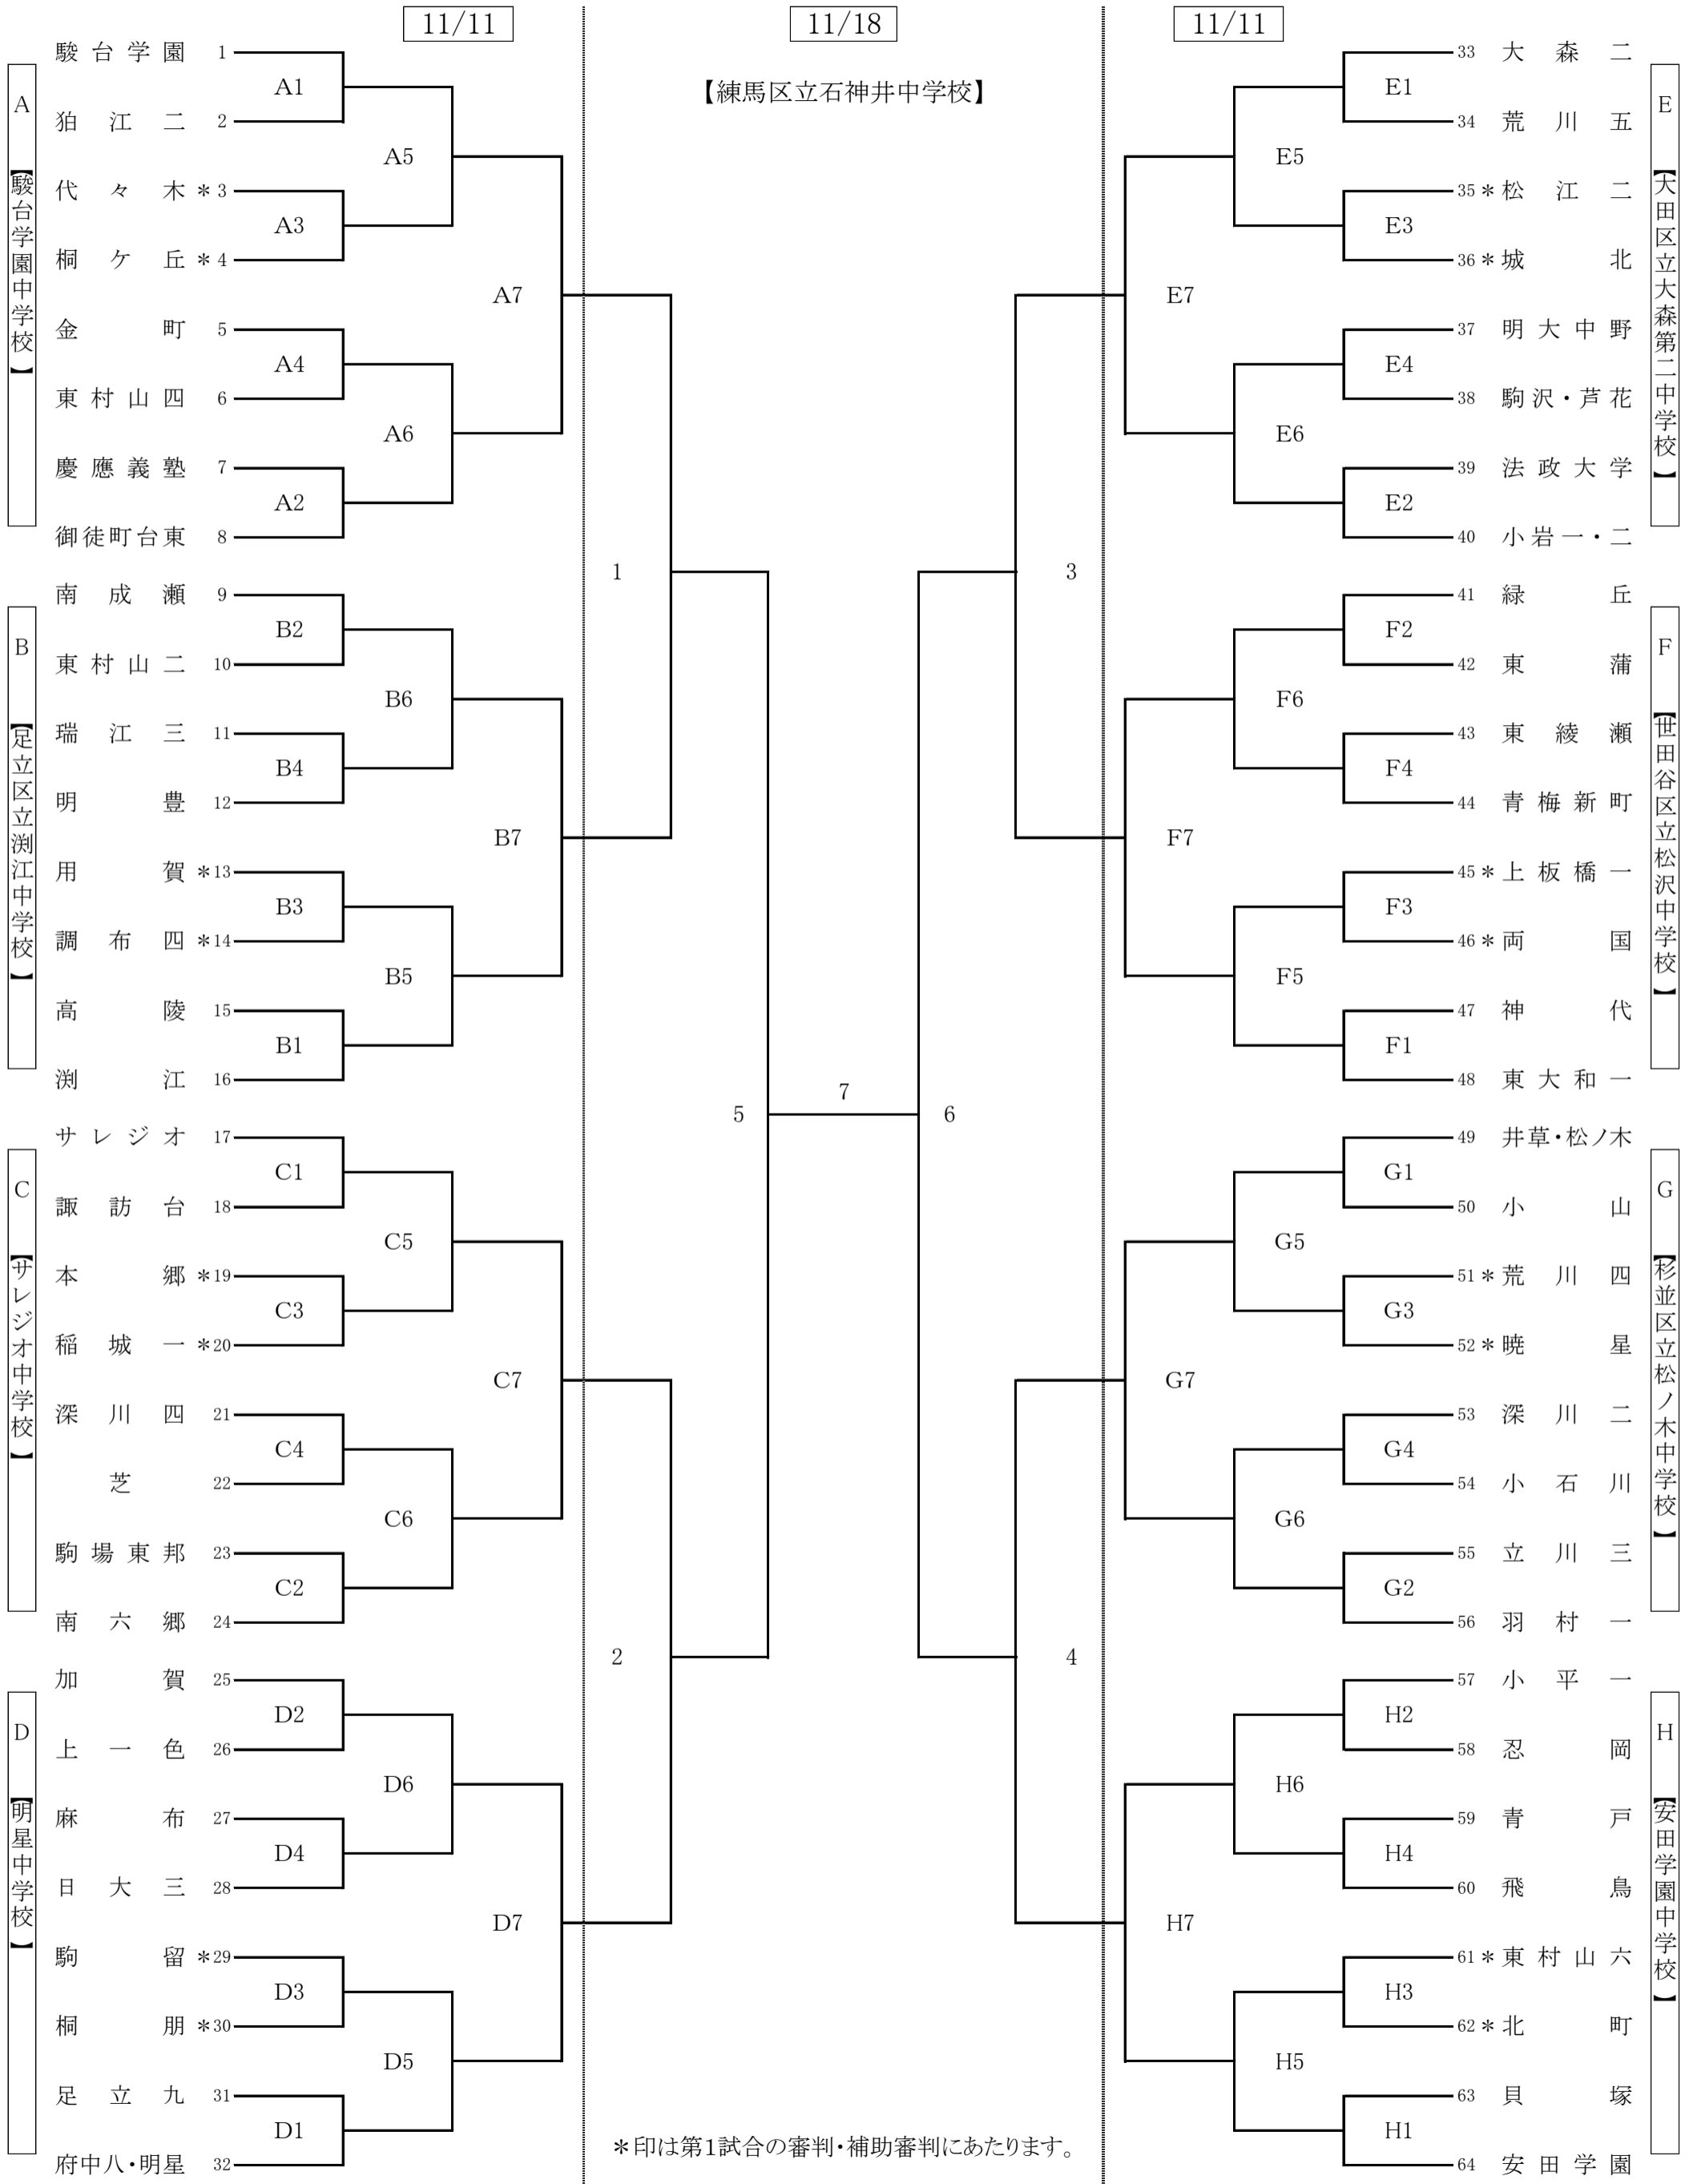 11/11
11/18
11/11
【練馬区立石神井中学校】
A 【駿台学園中学校】
駿台学園 1
A1
狛江二 2
A5
代々木 *3
A3
桐ケ丘 *4
A7
金町 5
A4
東村山四 6
A6
慶應義塾 7
A2
御徒町台東 8
1
B 【足立区立渕江中学校】
南成瀬 9
B2
東村山二 10
B6
瑞江三 11
B4
明豊 12
B7
用賀 *13
B3
調布四 *14
B5
高陵 15
B1
渕江 16
5
7
6
C 【サレジオ中学校】
サレジオ 17
C1
諏訪台 18
C5
本郷 *19
C3
稲城一 *20
C7
深川四 21
C4
芝 22
C6
駒場東邦 23
C2
南六郷 24
2
D 【明星中学校】
加賀 25
D2
上一色 26
D6
麻布 27
D4
日大三 28
D7
駒留 *29
D3
桐朋 *30
D5
足立九 31
D1
府中八・明星 32
E 【大田区立大森第二中学校】
33 大森二
E1
34 荒川五
E5
35 *松江二
E3
36 *城北
E7
37 明大中野
E4
38 駒沢・芦花
E6
39 法政大学
E2
40 小岩一・二
3
F 【世田谷区立松沢中学校】
41 緑丘
F2
42 東蒲
F6
43 東綾瀬
F4
44 青梅新町
F7
45 *上板橋一
F3
46 *両国
F5
47 神代
F1
48 東大和一
G 【杉並区立松ノ木中学校】
49 井草・松ノ木
G1
50 小山
G5
51 *荒川四
G3
52 *暁星
G7
53 深川二
G4
54 小石川
G6
55 立川三
G2
56 羽村一
4
H 【安田学園中学校】
57 小平一
H2
58 忍岡
H6
59 青戸
H4
60 飛鳥
H7
61 *東村山六
H3
62 *北町
H5
63 貝塚
H1
64 安田学園
*印は第1試合の審判・補助審判にあたります。